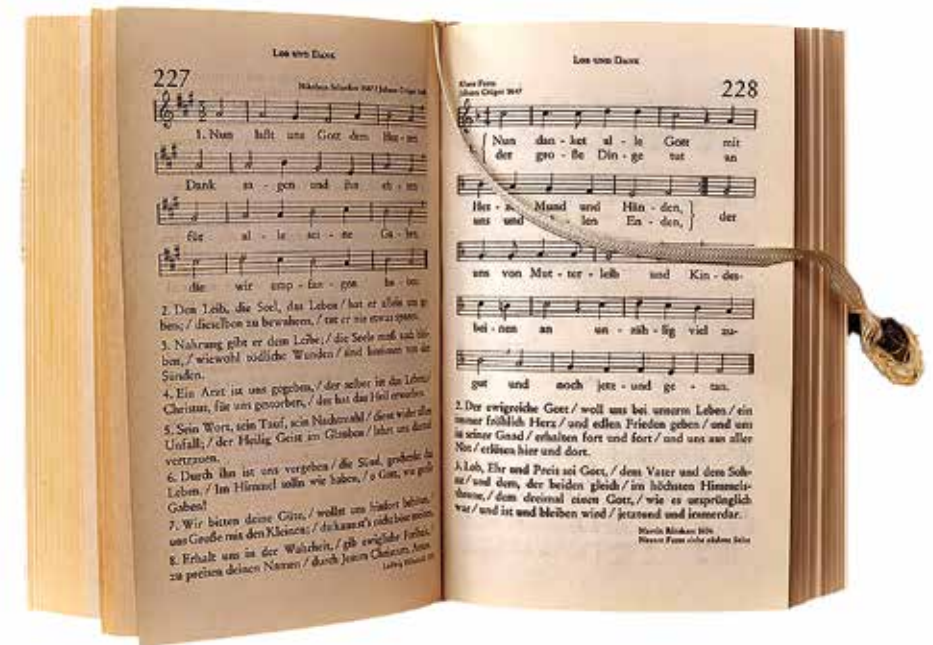 LOB UND DANK
227
1. Nun laßt uns Gott dem Her-ren
Dank sa - gen und ihn eh - ren
für al - le sei - ne Ga - ben,
die wir emp - fan - gen ha - ben.
2. Den Leib, die Seel, das Leben / hat er allein uns
ben; / dieselben zu bewahren, / tut er nie etwas sparen.
3. Nahrung gibt er dem Leibe; / die Seele muß auch
ben, / wiewohl tödliche Wunden / sind kommen von der
Sünden.
4. Ein Arzt ist uns gegeben, / der selber ist das Leben;
Christus, für uns gestorben, / der hat das Heil erworben.
5. Sein Wort, sein Tauf, sein Nachtmahl / dient wider allen
Unfall; / der Heilig Geist im Glauben / lehrt uns darauf
vertrauen.
6. Durch ihn ist uns vergeben / die Sünd, geschenkt das
Leben. / Im Himmel solln wir haben, / o Gott, wie große
Gaben!
7. Wir bitten deine Güte, / wollst uns hinfort behüten,
uns Große mit den Kleinen; / du kannst's nicht böse meinen.
8. Erhalt uns in der Wahrheit, / gib ewigliche Freiheit,
zu preisen deinen Namen / durch Jesum Christum. Amen.
LOB UND DANK
228
Johann Crüger 1647
Nun dan - ket al - le Gott mit
der gro - ße Din - ge tut an
Her - Mund und Hän - den,
uns und len En - den, der
uns von Mut - ter - leib und Kin - des-
bei - nen an un - zäh - lig viel zu-
gut und noch jetz - und ge - tan.
2. Der ewigreiche Gott / woll uns bei unserm Leben / ein
immer fröhlich Herz / und edlen Frieden geben / und uns
in seiner Gnad / erhalten fort und fort / und uns aus aller
Not / erlösen hier und dort.
3. Lob, Ehr und Preis sei Gott, / dem Vater und dem Soh-
ne / und dem, der beiden gleich / im höchsten Himmels-
throne, / dem dreimal einen Gott, / wie es ursprünglich
war / und ist und bleiben wird / jetzund und immerdar.
Martin Rinckart 1636
Neuere Form siehe nächste Seite